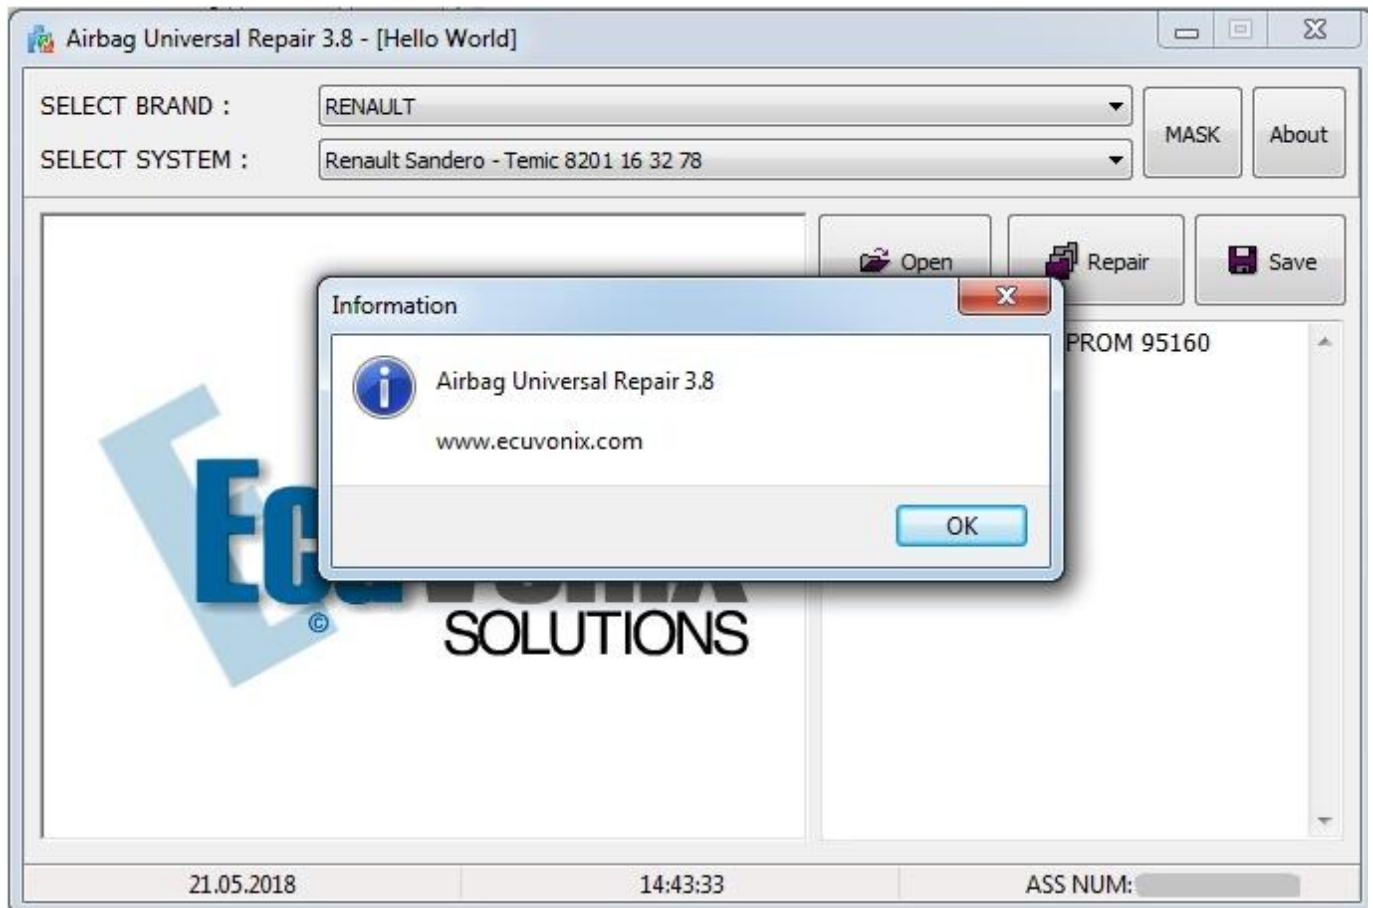 Airbag Universal Repair 3.8 - [Hello World]
SELECT BRAND :
RENAULT
SELECT SYSTEM :
Renault Sandero - Temic 8201 16 32 78
MASK
About
Open
Repair
Save
Information
Airbag Universal Repair 3.8
www.ecuvonix.com
OK
PROM 95160
©
SOLUTIONS
21.05.2018
14:43:33
ASS NUM: